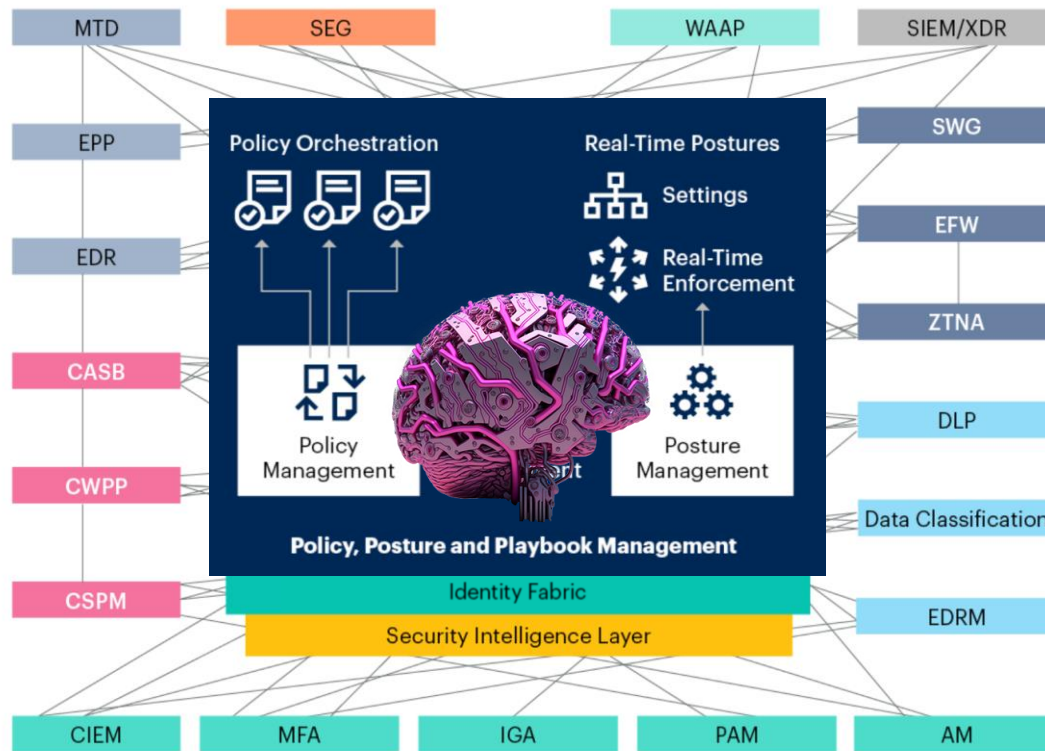 MTD
SEG
WAAP
SIEM/XDR
EPP
SWG
Policy Orchestration
Real-Time Postures
Settings
EDR
EFW
Real-Time
Enforcement
ZTNA
CASB
DLP
Policy
Management
Posture
Management
CWPP
Data Classification
Policy, Posture and Playbook Management
CSPM
Identity Fabric
EDRM
Security Intelligence Layer
CIEM
MFA
IGA
PAM
AM